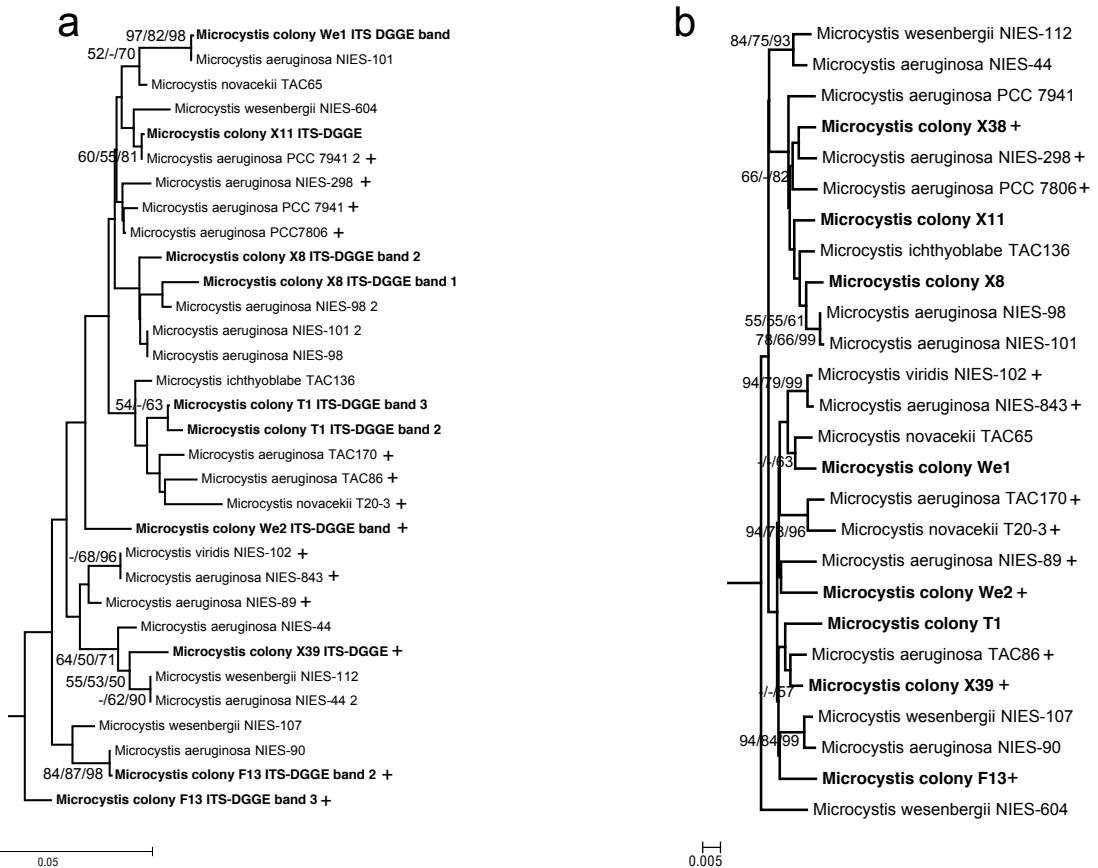 a
97/82/98
Microcystis colony We1 ITS DGGE band
52/-/70
Microcystis aeruginosa NIES-101
Microcystis novacekii TAC65
Microcystis wesenbergii NIES-604
Microcystis colony X11 ITS-DGGE
60/55/81
Microcystis aeruginosa PCC 7941 2 +
Microcystis aeruginosa NIES-298 +
Microcystis aeruginosa PCC 7941 +
Microcystis aeruginosa PCC7806 +
Microcystis colony X8 ITS-DGGE band 2
Microcystis colony X8 ITS-DGGE band 1
Microcystis aeruginosa NIES-98 2
Microcystis aeruginosa NIES-101 2
Microcystis aeruginosa NIES-98
Microcystis ichthyoblabe TAC136
54/-/63
Microcystis colony T1 ITS-DGGE band 3
Microcystis colony T1 ITS-DGGE band 2
Microcystis aeruginosa TAC170 +
Microcystis aeruginosa TAC86 +
Microcystis novacekii T20-3 +
Microcystis colony We2 ITS-DGGE band +
-/68/96
Microcystis viridis NIES-102 +
Microcystis aeruginosa NIES-843 +
Microcystis aeruginosa NIES-89 +
Microcystis aeruginosa NIES-44
64/50/71
Microcystis colony X39 ITS-DGGE +
55/53/50
Microcystis wesenbergii NIES-112
-/62/90
Microcystis aeruginosa NIES-44 2
Microcystis wesenbergii NIES-107
Microcystis aeruginosa NIES-90
84/87/98
Microcystis colony F13 ITS-DGGE band 2 +
Microcystis colony F13 ITS-DGGE band 3 +
0.05
b
84/75/93
Microcystis wesenbergii NIES-112
Microcystis aeruginosa NIES-44
Microcystis aeruginosa PCC 7941
Microcystis colony X38 +
Microcystis aeruginosa NIES-298 +
66/-/82
Microcystis aeruginosa PCC 7806 +
Microcystis colony X11
Microcystis ichthyoblabe TAC136
Microcystis colony X8
55/55/61
Microcystis aeruginosa NIES-98
78/66/99
Microcystis aeruginosa NIES-101
94/79/99
Microcystis viridis NIES-102 +
Microcystis aeruginosa NIES-843 +
Microcystis novacekii TAC65
-/-/63
Microcystis colony We1
Microcystis aeruginosa TAC170 +
94/73/96
Microcystis novacekii T20-3 +
Microcystis aeruginosa NIES-89 +
Microcystis colony We2 +
Microcystis colony T1
Microcystis aeruginosa TAC86 +
-/-/57
Microcystis colony X39 +
Microcystis wesenbergii NIES-107
94/84/99
Microcystis aeruginosa NIES-90
Microcystis colony F13+
Microcystis wesenbergii NIES-604
0.005